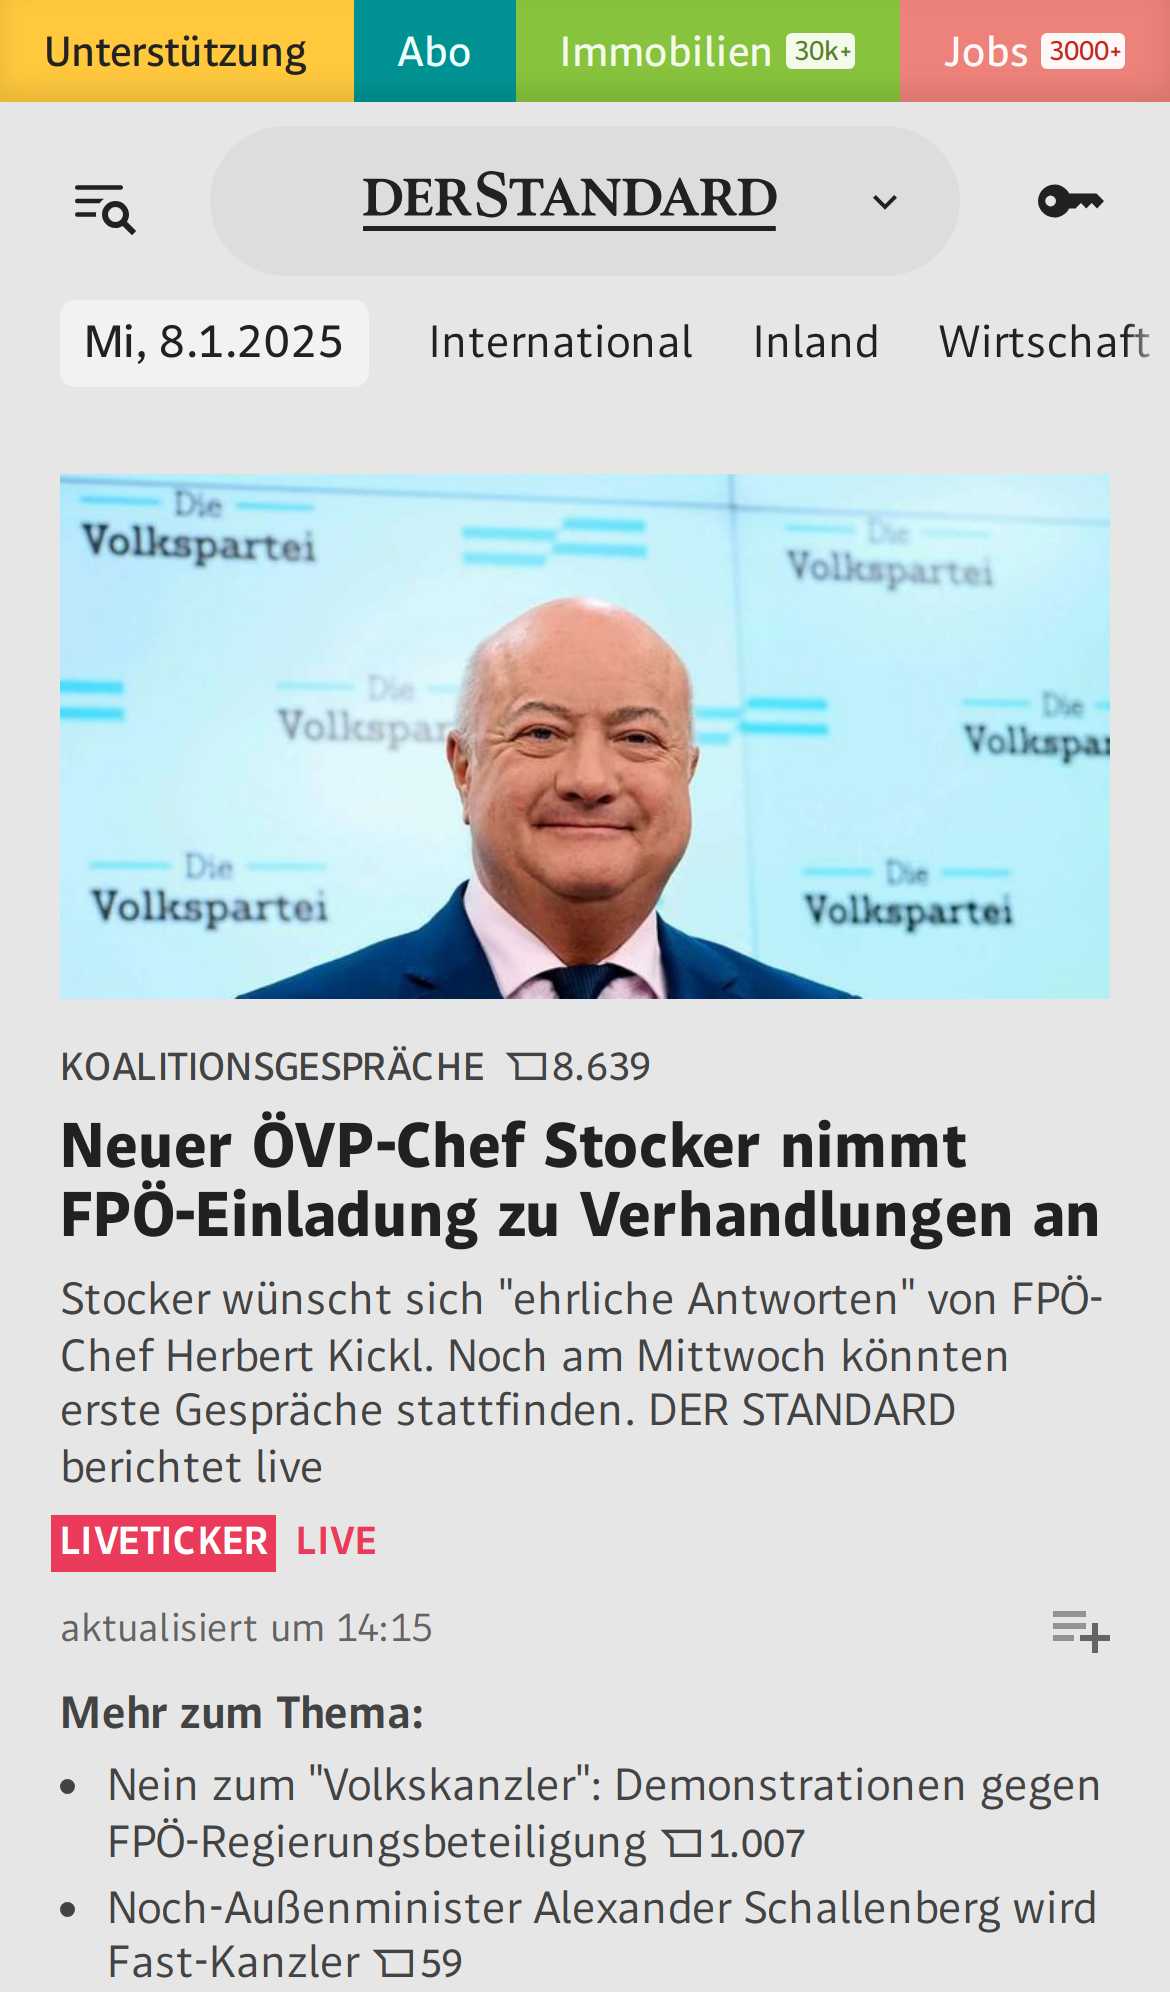 Unterstützung Abo Immobilien 30k+ Jobs 3000+
DERSTANDARD
Mi, 8.1.2025 International Inland Wirtschaft
Die Volkspartei
Die Volkspartei
Die Volkspar
Die Volkspar
Die Volkspartei
Die Volkspartei
KOALITIONSGESPRÄCHE 8.639
Neuer ÖVP-Chef Stocker nimmt
FPÖ-Einladung zu Verhandlungen an
Stocker wünscht sich "ehrliche Antworten" von FPÖ-
Chef Herbert Kickl. Noch am Mittwoch könnten
erste Gespräche stattfinden. DER STANDARD
berichtet live
LIVETICKER LIVE
aktualisiert um 14:15
Mehr zum Thema:
• Nein zum "Volkskanzler": Demonstrationen gegen
FPÖ-Regierungsbeteiligung 1.007
• Noch-Außenminister Alexander Schallenberg wird
Fast-Kanzler 59